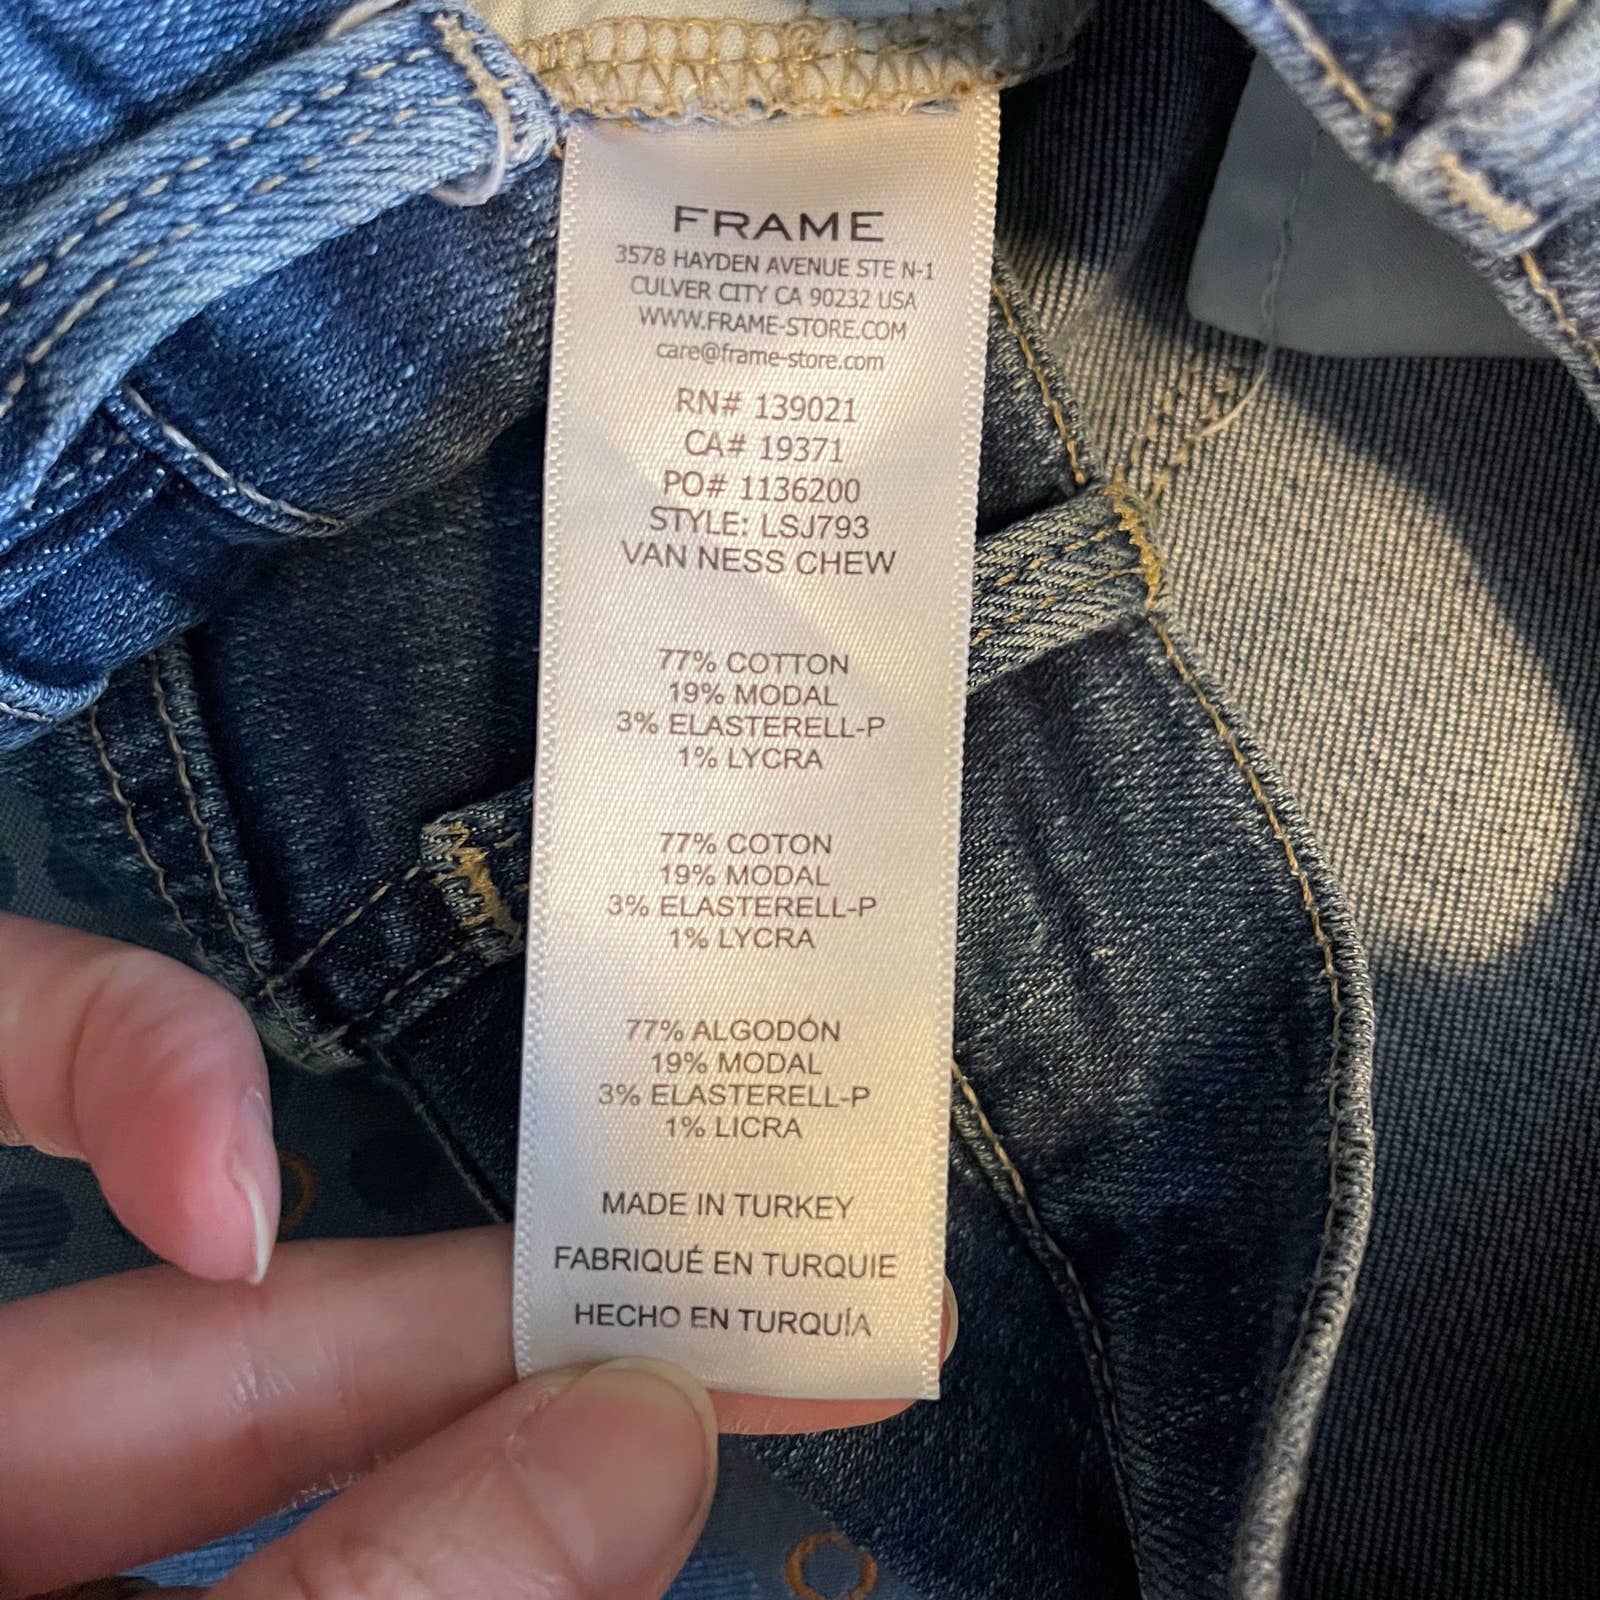 FRAME
3578 HAYDEN AVENUE STE N-1
CULVER CITY CA 90232 USA
WWW.FRAME-STORE.COM
care@frame-store.com
RN# 139021
CA# 19371
PO# 1136200
STYLE: LSJ793
VAN NESS CHEW
77% COTTON
19% MODAL
3% ELASTERELL-P
1% LYCRA
77% COTON
19% MODAL
3% ELASTERELL-P
1% LYCRA
77% ALGODÓN
19% MODAL
3% ELASTERELL-P
1% LICRA
MADE IN TURKEY
FABRIQUÉ EN TURQUIE
HECHO EN TURQUÍA